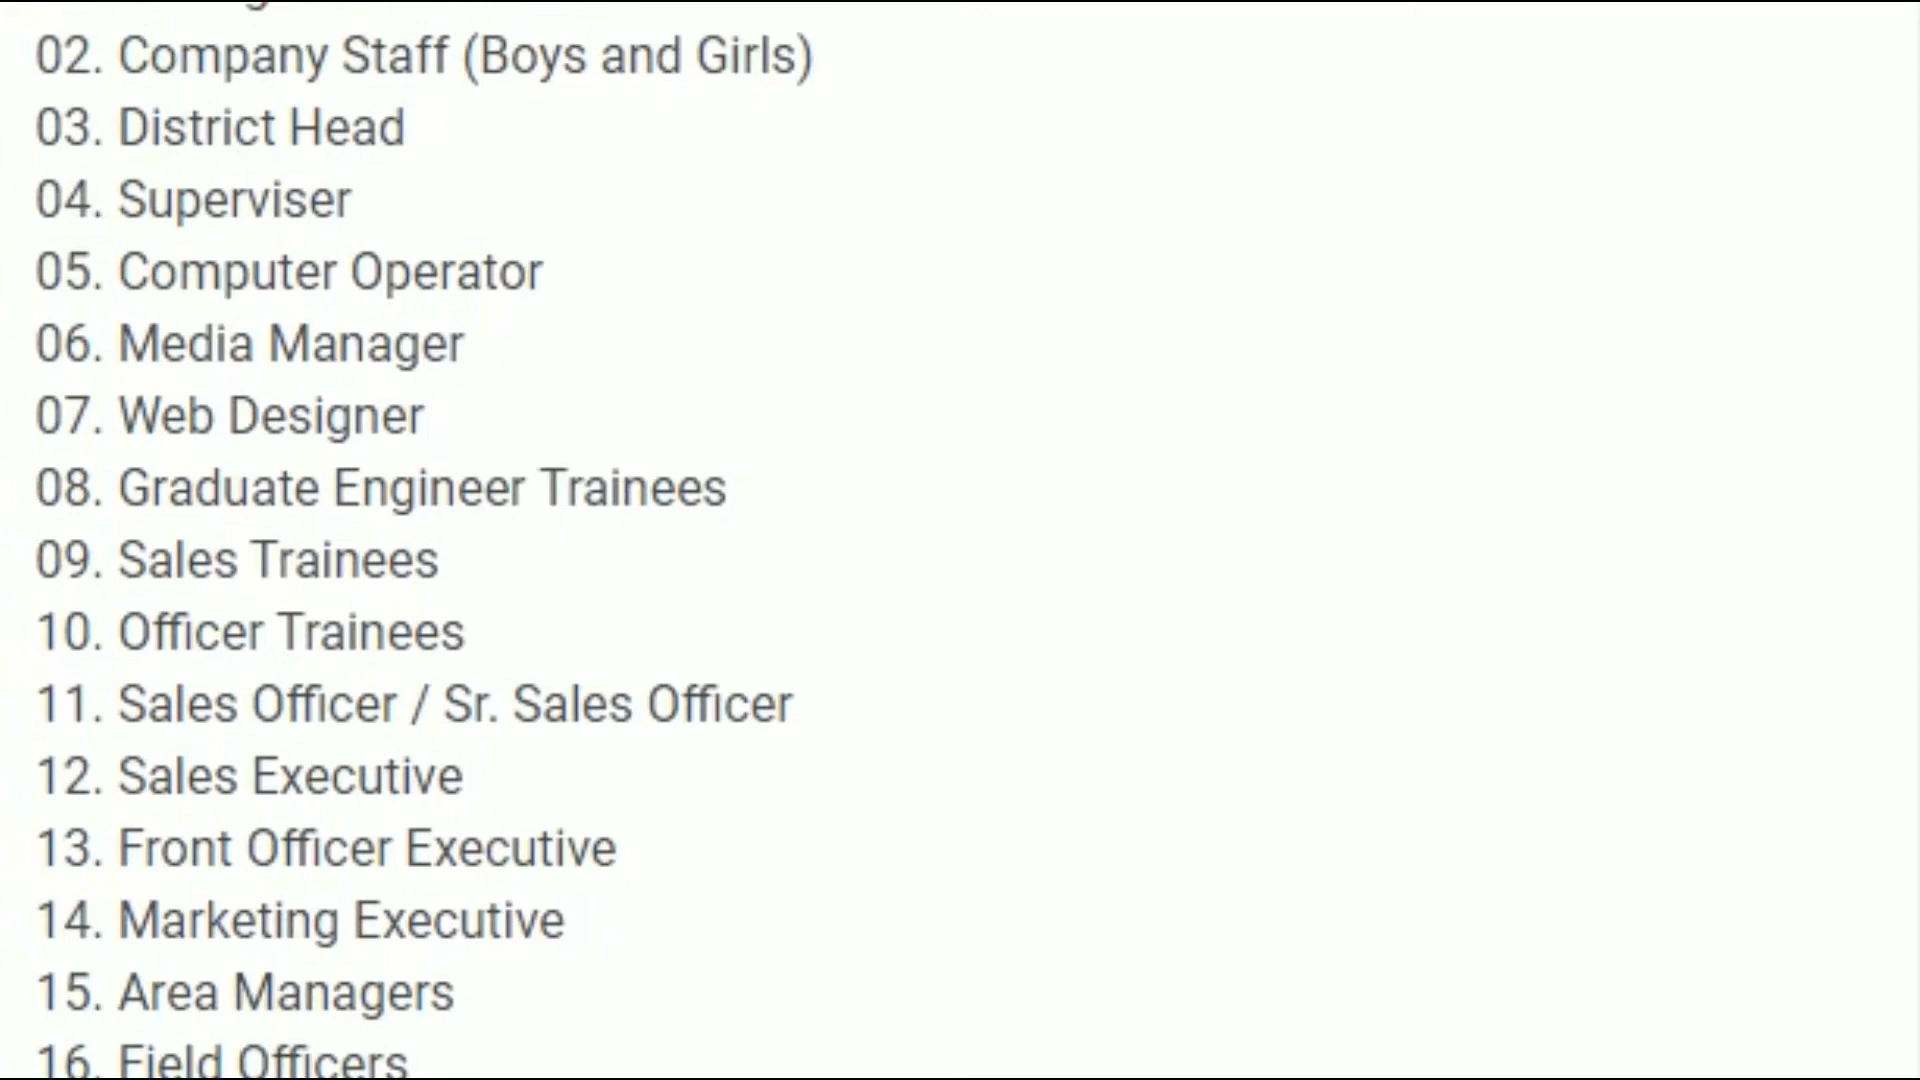 02. Company Staff (Boys and Girls)
03. District Head
04. Superviser
05. Computer Operator
06. Media Manager
07. Web Designer
08. Graduate Engineer Trainees
09. Sales Trainees
10. Officer Trainees
11. Sales Officer / Sr. Sales Officer
12. Sales Executive
13. Front Officer Executive
14. Marketing Executive
15. Area Managers
16. Field Officers